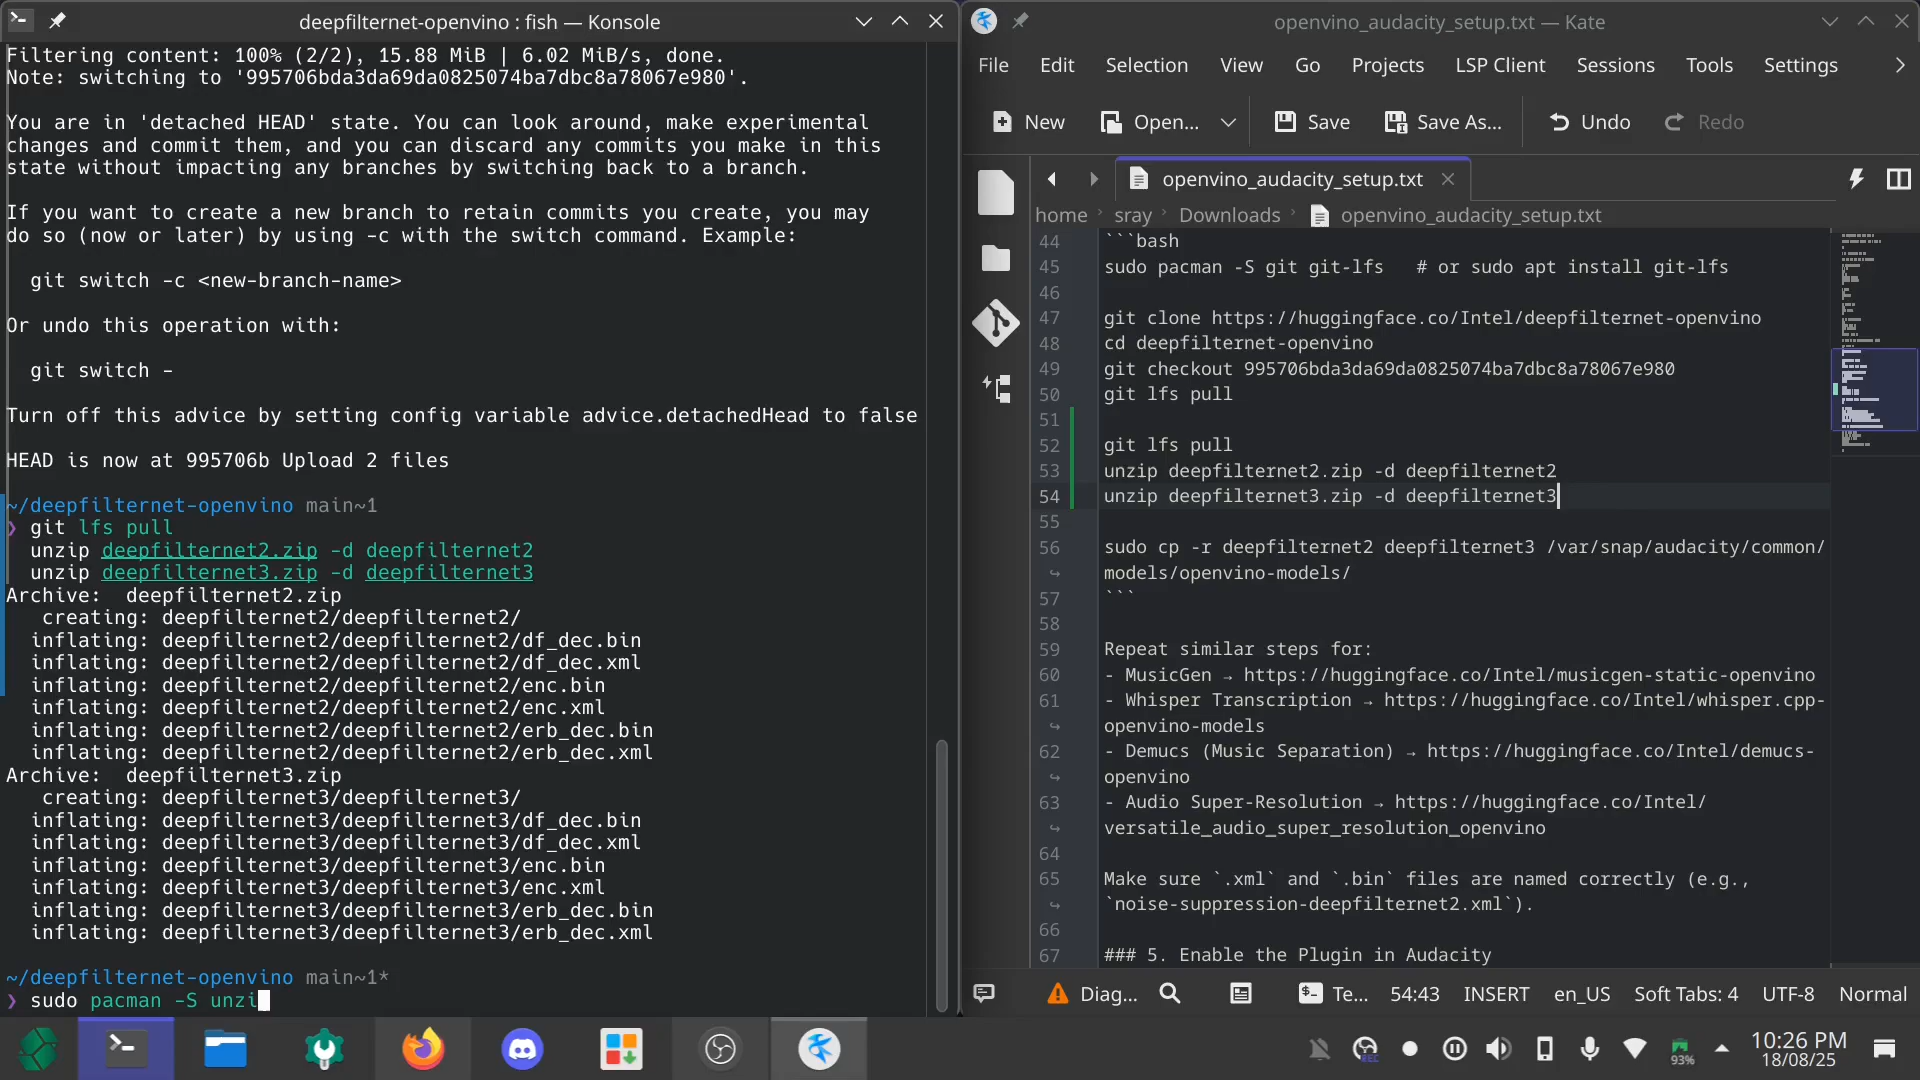 deepfilternet-openvino : fish — Konsole
Filtering content: 100% (2/2), 15.88 MiB | 6.02 MiB/s, done.
Note: switching to '995706bda3da69da0825074ba7dbc8a78067e980'.
You are in 'detached HEAD' state. You can look around, make experimental
changes and commit them, and you can discard any commits you make in this
state without impacting any branches by switching back to a branch.
If you want to create a new branch to retain commits you create, you may
do so (now or later) by using -c with the switch command. Example:
git switch -c <new-branch-name>
Or undo this operation with:
git switch -
Turn off this advice by setting config variable advice.detachedHead to false
HEAD is now at 995706b Upload 2 files
~/deepfilternet-openvino main~1
❯ git lfs pull
unzip deepfilternet2.zip -d deepfilternet2
unzip deepfilternet3.zip -d deepfilternet3
Archive:  deepfilternet2.zip
creating: deepfilternet2/deepfilternet2/
inflating: deepfilternet2/deepfilternet2/df_dec.bin
inflating: deepfilternet2/deepfilternet2/df_dec.xml
inflating: deepfilternet2/deepfilternet2/enc.bin
inflating: deepfilternet2/deepfilternet2/enc.xml
inflating: deepfilternet2/deepfilternet2/erb_dec.bin
inflating: deepfilternet2/deepfilternet2/erb_dec.xml
Archive:  deepfilternet3.zip
creating: deepfilternet3/deepfilternet3/
inflating: deepfilternet3/deepfilternet3/df_dec.bin
inflating: deepfilternet3/deepfilternet3/df_dec.xml
inflating: deepfilternet3/deepfilternet3/enc.bin
inflating: deepfilternet3/deepfilternet3/enc.xml
inflating: deepfilternet3/deepfilternet3/erb_dec.bin
inflating: deepfilternet3/deepfilternet3/erb_dec.xml
~/deepfilternet-openvino main~1*
❯ sudo pacman -S unzi
openvino_audacity_setup.txt — Kate
File Edit Selection View Go Projects LSP Client Sessions Tools Settings
New Open... Save Save As... Undo Redo
openvino_audacity_setup.txt
home sray Downloads openvino_audacity_setup.txt
44 ```bash
45 sudo pacman -S git git-lfs   # or sudo apt install git-lfs
46
47 git clone https://huggingface.co/Intel/deepfilternet-openvino
48 cd deepfilternet-openvino
49 git checkout 995706bda3da69da0825074ba7dbc8a78067e980
50 git lfs pull
51
52 git lfs pull
53 unzip deepfilternet2.zip -d deepfilternet2
54 unzip deepfilternet3.zip -d deepfilternet3
55
56 sudo cp -r deepfilternet2 deepfilternet3 /var/snap/audacity/common/
models/openvino-models/
57 ```
58
59 Repeat similar steps for:
60 - MusicGen → https://huggingface.co/Intel/musicgen-static-openvino
61 - Whisper Transcription → https://huggingface.co/Intel/whisper.cpp-
openvino-models
62 - Demucs (Music Separation) → https://huggingface.co/Intel/demucs-
openvino
63 - Audio Super-Resolution → https://huggingface.co/Intel/
versatile_audio_super_resolution_openvino
64
65 Make sure `.xml` and `.bin` files are named correctly (e.g.,
`noise-suppression-deepfilternet2.xml`).
66
67 ### 5. Enable the Plugin in Audacity
Diag... Te... 54:43 INSERT en_US Soft Tabs: 4 UTF-8 Normal
REC
93%
10:26 PM
18/08/25